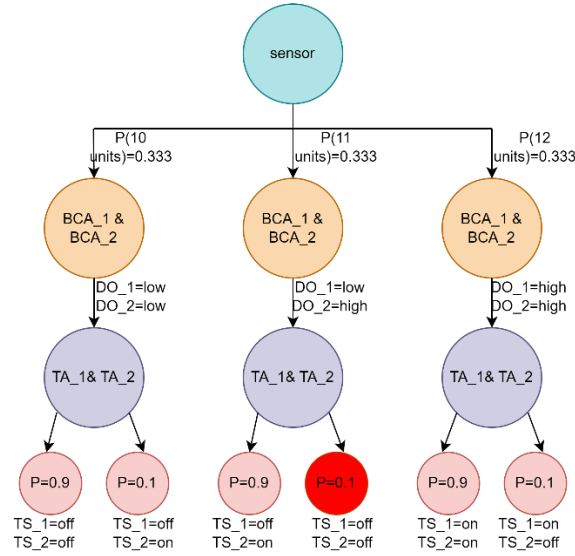 sensor
P(10
units)=0.333
P(11
units)=0.333
P(12
units)=0.333
BCA_1 &
BCA_2
BCA_1 &
BCA_2
BCA_1 &
BCA_2
DO_1=low
DO_2=low
DO_1=low
DO_2=high
DO_1=high
DO_2=high
TA_1& TA_2
TA_1& TA_2
TA_1& TA_2
P=0.9
P=0.1
P=0.9
P=0.1
P=0.9
P=0.1
TS_1=off
TS_2=off
TS_1=off
TS_2=on
TS_1=off
TS_2=on
TS_1=off
TS_2=off
TS_1=on
TS_2=on
TS_1=on
TS_2=off